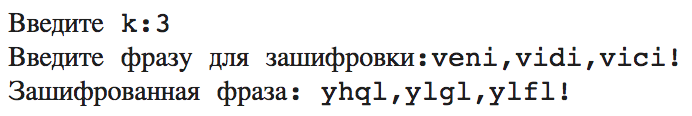 Введите k:3
Введите фразу для зашифровки:veni,vidi,vici!
Зашифрованная фраза: yhql,ylgl,ylfl!